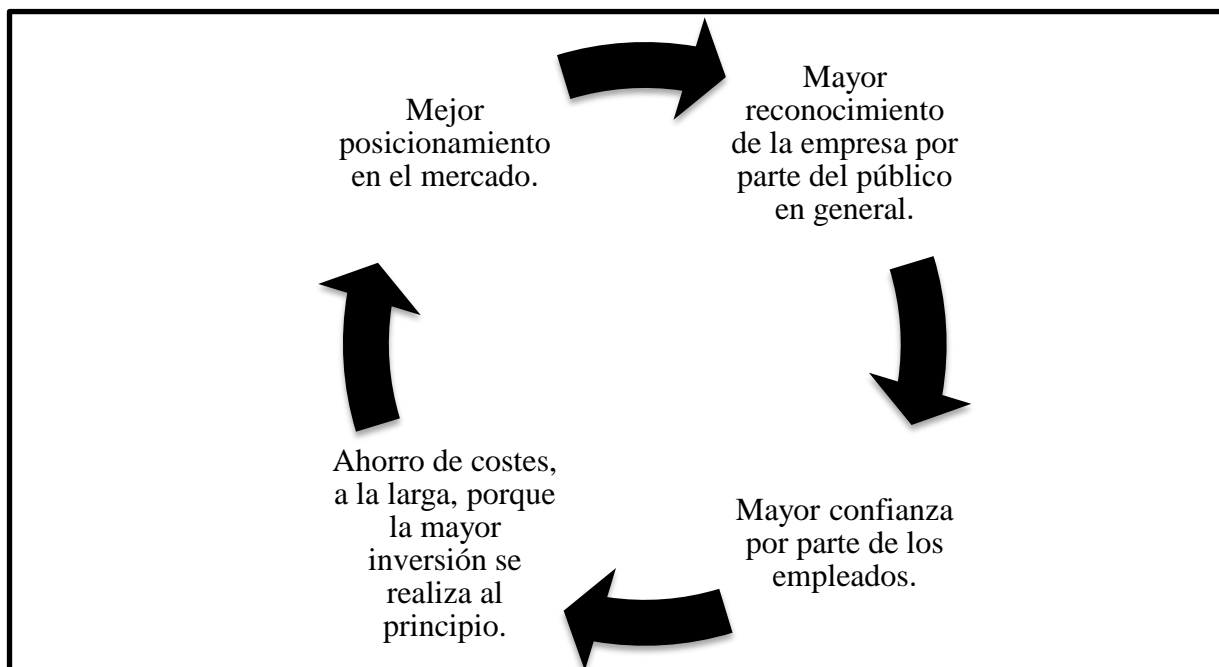 Mejor
posicionamiento
en el mercado.
Mayor
reconocimiento
de la empresa por
parte del público
en general.
Mayor confianza
por parte de los
empleados.
Ahorro de costes,
a la larga, porque
la mayor
inversión se
realiza al
principio.